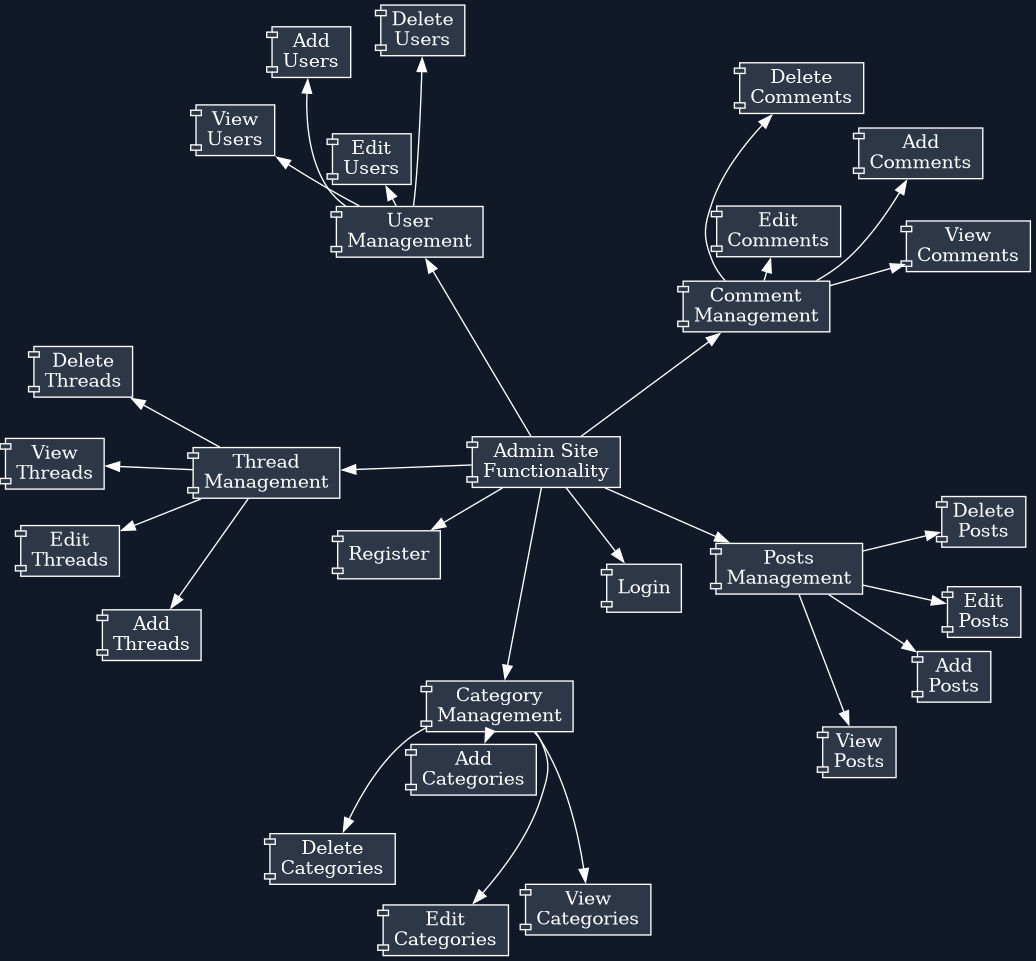 Delete
Users
Add
Users
View
Users
Edit
Users
User
Management
Delete
Comments
Add
Comments
Edit
Comments
View
Comments
Comment
Management
Delete
Threads
View
Threads
Thread
Management
Edit
Threads
Add
Threads
Admin Site
Functionality
Register
Login
Posts
Management
Delete
Posts
Edit
Posts
Add
Posts
View
Posts
Category
Management
Add
Categories
Delete
Categories
Edit
Categories
View
Categories